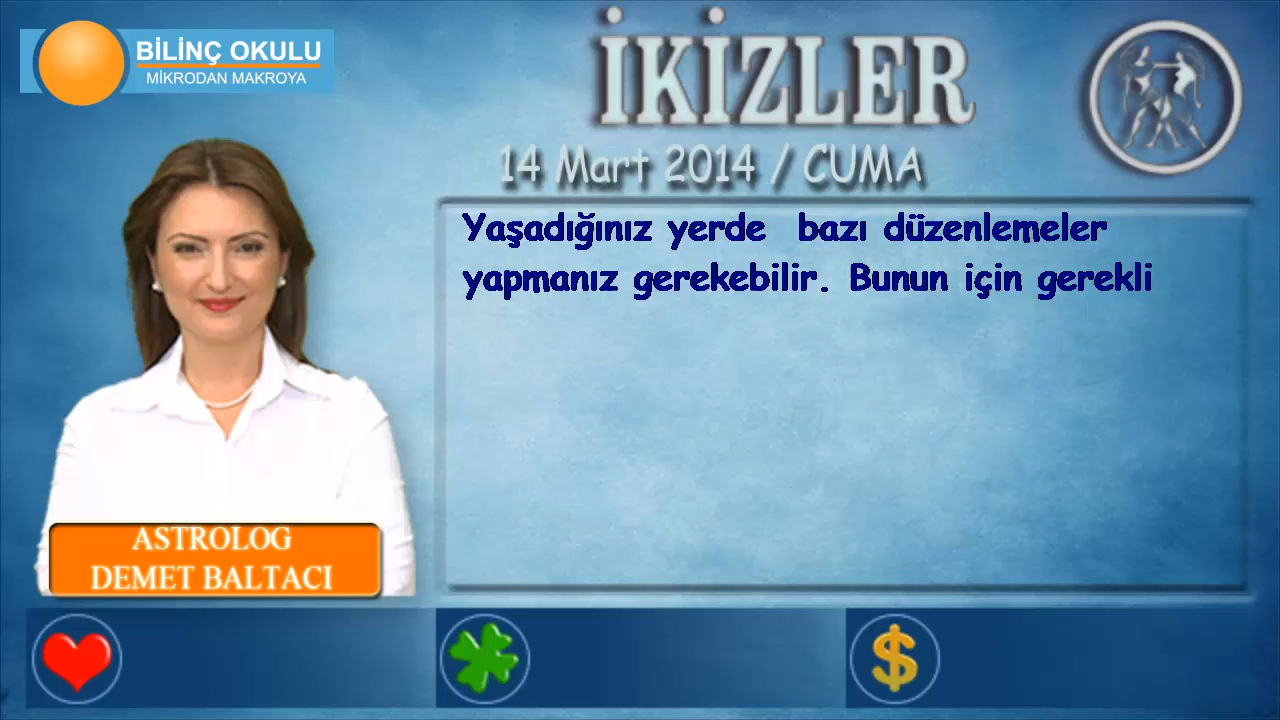 BİLİNÇ OKULU
MİKRODAN MAKROYA
İKİZLER
14 Mart 2014 / CUMA
Yaşadığınız yerde bazı düzenlemeler
yapmanız gerekebilir. Bunun için gerekli
ASTROLOG
DEMET BALTACI